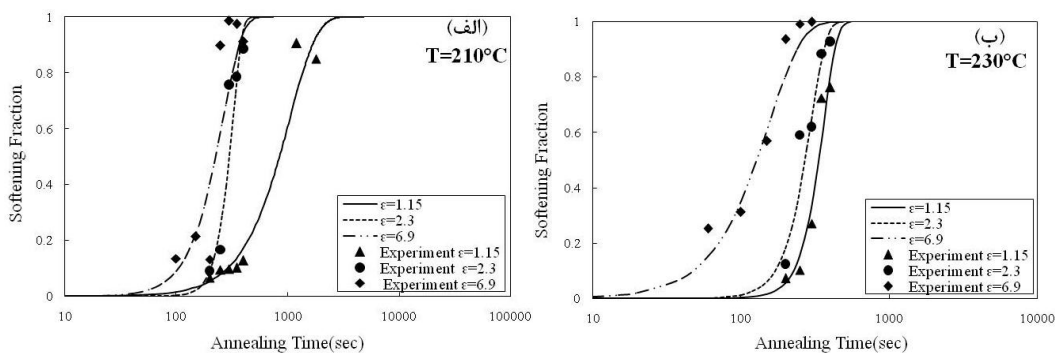 (الف)
T=210°C
Softening Fraction
1
0.8
0.6
0.4
0.2
0
10 100 1000 10000 100000
Annealing Time(sec)
ε=1.15
ε=2.3
ε=6.9
Experiment ε=1.15
Experiment ε=2.3
Experiment ε=6.9
(ب)
T=230°C
Softening Fraction
1
0.8
0.6
0.4
0.2
0
10 100 1000 10000
Annealing Time(sec)
ε=1.15
ε=2.3
ε=6.9
Experiment ε=1.15
Experiment ε=2.3
Experiment ε=6.9